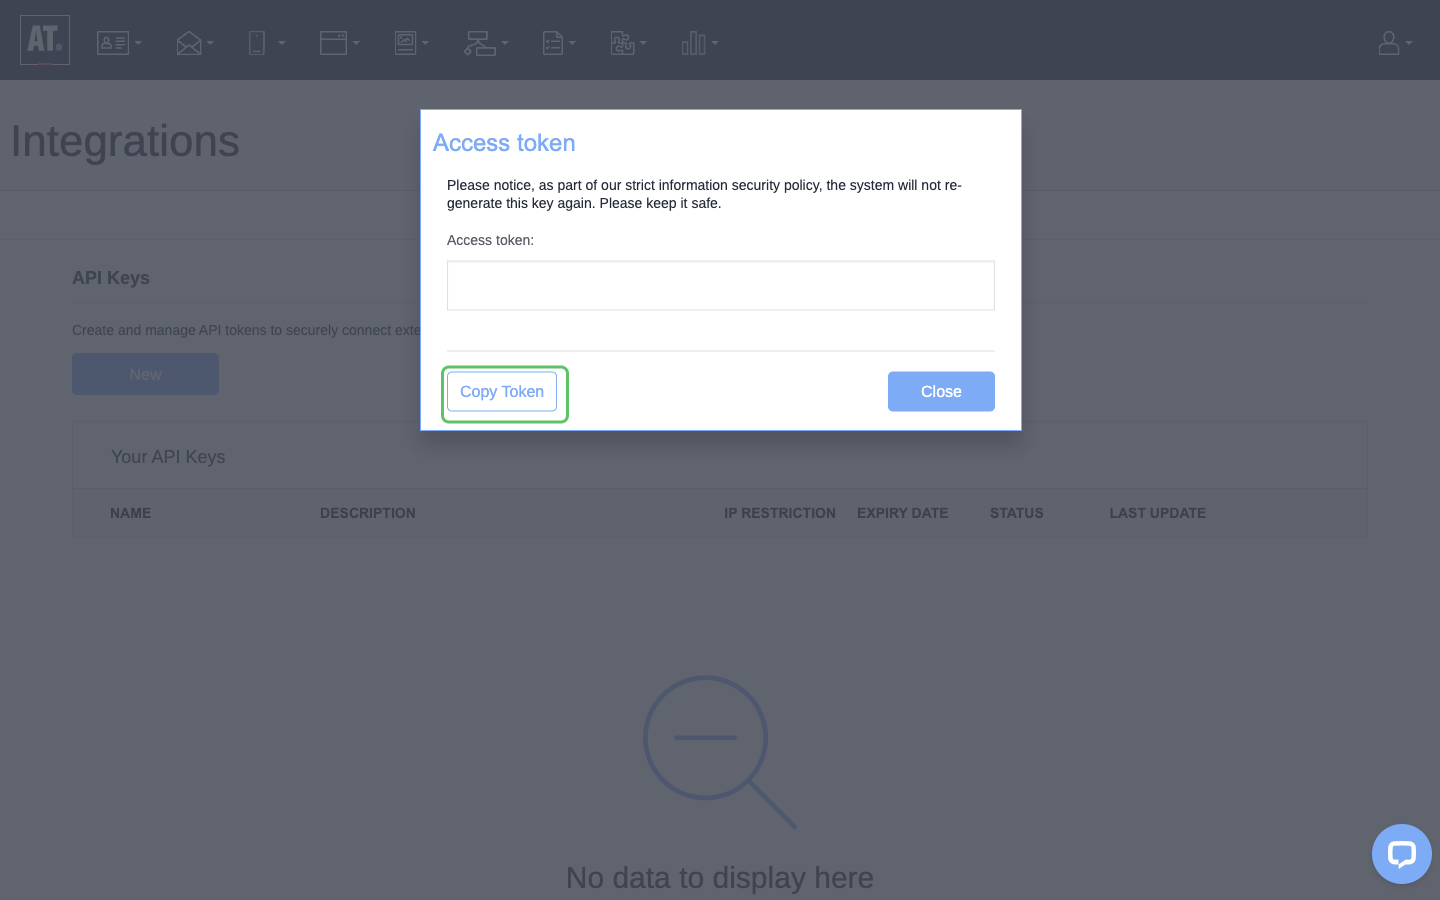 AT.
Integrations
Access token
Please notice, as part of our strict information security policy, the system will not re-
generate this key again. Please keep it safe.
Access token:
Copy Token
Close
API Keys
Create and manage API tokens to securely connect exte
New
Your API Keys
NAME DESCRIPTION IP RESTRICTION EXPIRY DATE STATUS LAST UPDATE
No data to display here